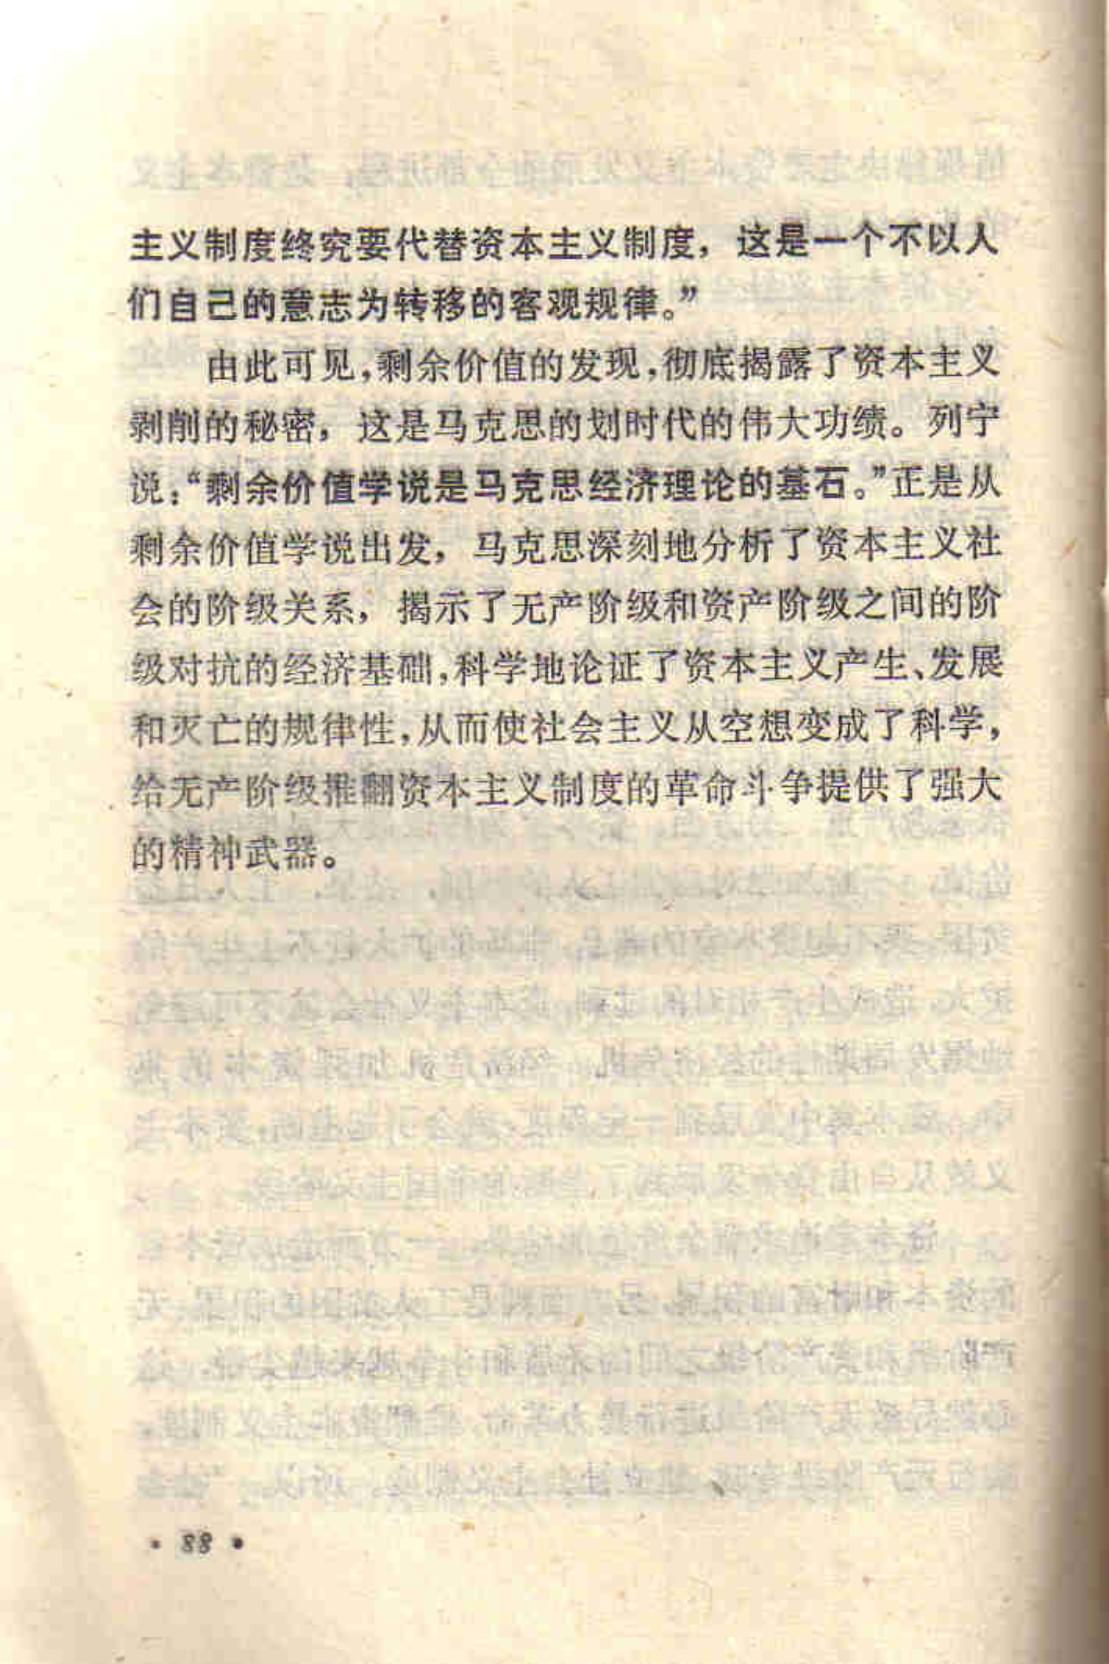 主义制度终究要代替资本主义制度，这是一个不以人
们自己的意志为转移的客观规律。”
由此可见，剩余价值的发现，彻底揭露了资本主义
剥削的秘密，这是马克思的划时代的伟大功绩。列宁
说：“剩余价值学说是马克思经济理论的基石。”正是从
剩余价值学说出发，马克思深刻地分析了资本主义社
会的阶级关系，揭示了无产阶级和资产阶级之间的阶
级对抗的经济基础，科学地论证了资本主义产生、发展
和灭亡的规律性，从而使社会主义从空想变成了科学，
给无产阶级推翻资本主义制度的革命斗争提供了强大
的精神武器。
• 88 •